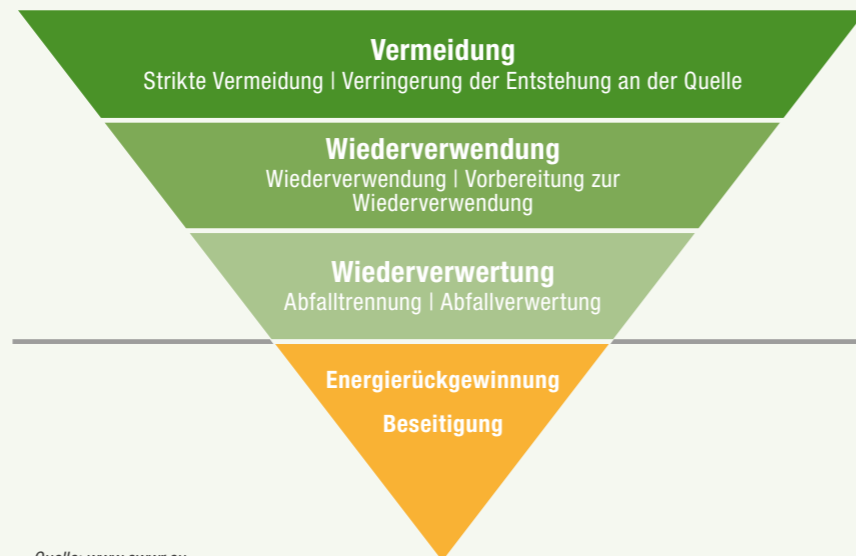 Vermeidung
Strikte Vermeidung | Verringerung der Entstehung an der Quelle
Wiederverwendung
Wiederverwendung | Vorbereitung zur
Wiederverwendung
Wiederverwertung
Abfalltrennung | Abfallverwertung
Energierückgewinnung
Beseitigung